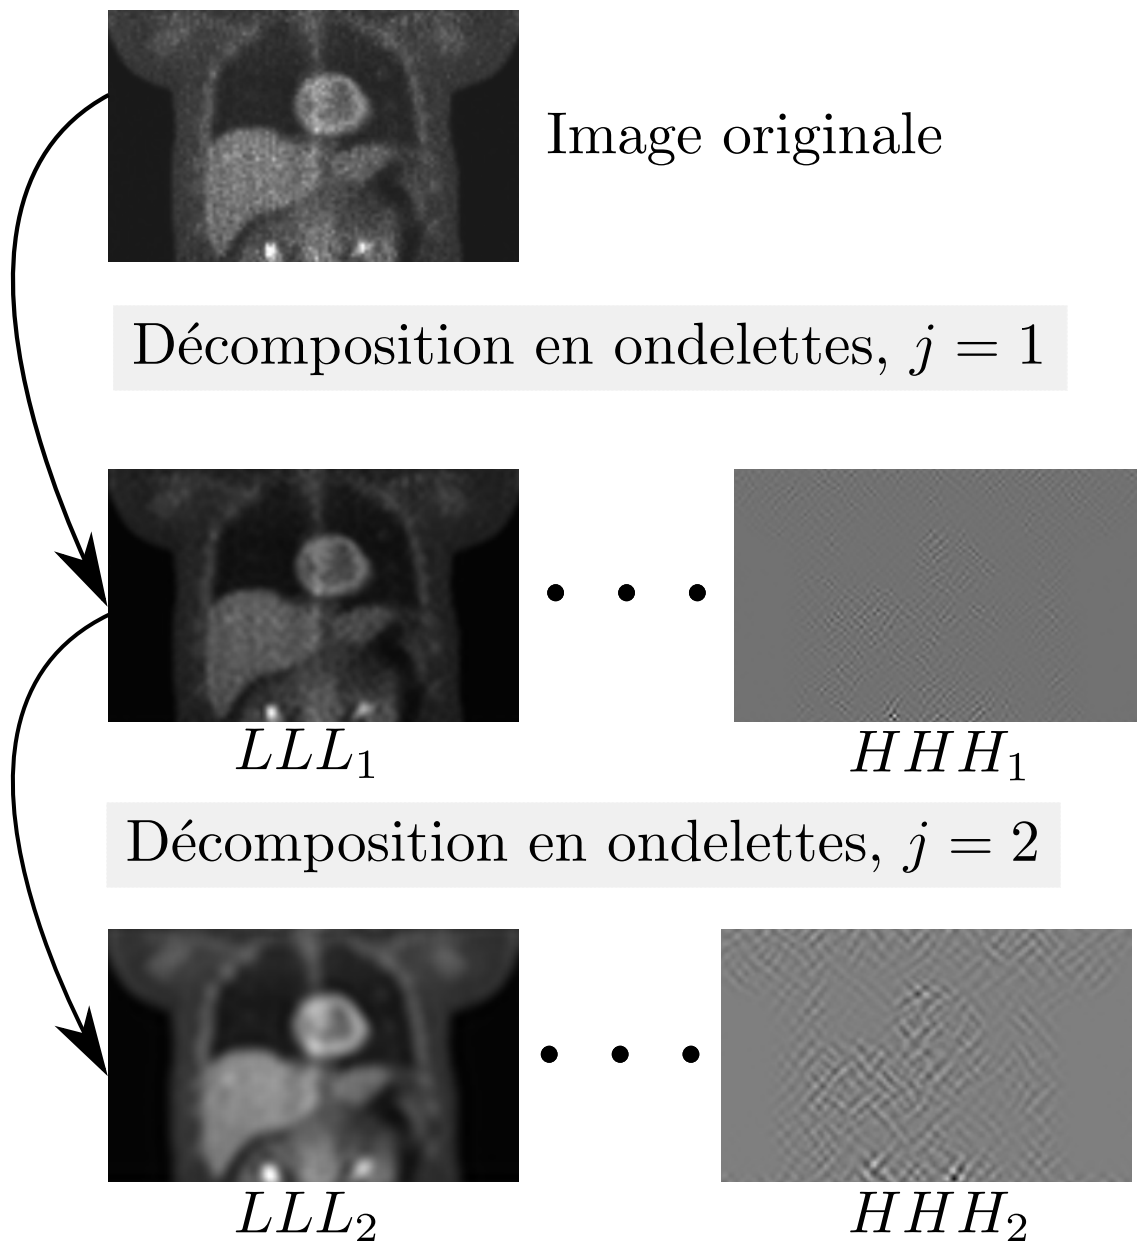 Image originale
Décomposition en ondelettes, j = 1
LLL₁
HHH₁
Décomposition en ondelettes, j = 2
LLL₂
HHH₂